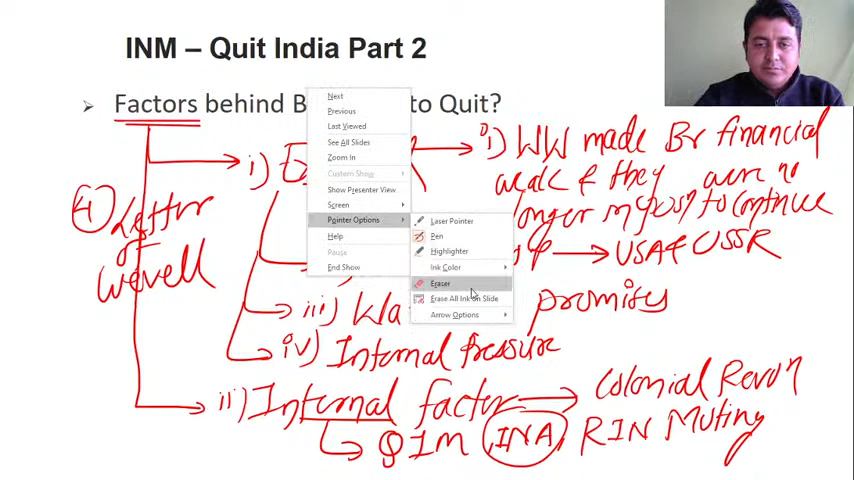 INM – Quit India Part 2
Factors behind B to Quit?
i) WW made Br financial
i) weak & they were no
longer in posn to continue
→ USA & USSR
iii) promises
iv) Internal Pressure
4 Letter
of
wavell
ii) Internal factor → Colonial Revon
QIM, INA, RIN Mutiny
Next
Previous
Last Viewed
See All Slides
Zoom In
Custom Show
Show Presenter View
Screen
Pointer Options
Help
Pause
End Show
Laser Pointer
Pen
Highlighter
Ink Color
Eraser
Erase All Ink on Slide
Arrow Options